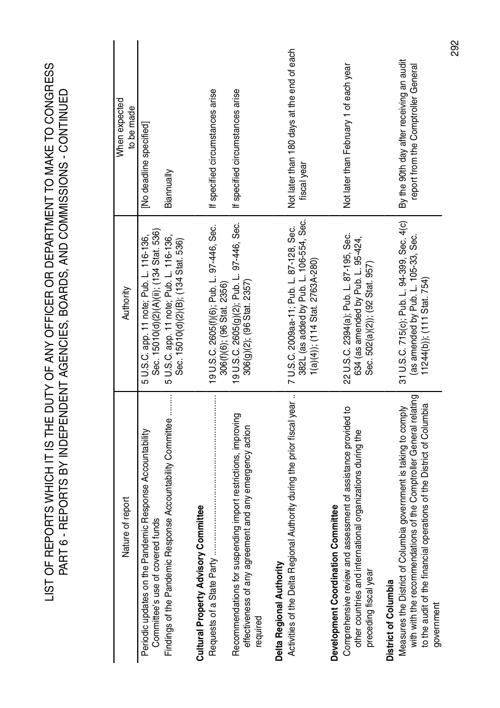 LIST OF REPORTS WHICH IT IS THE DUTY OF ANY OFFICER OR DEPARTMENT TO MAKE TO CONGRESS
PART 6 - REPORTS BY INDEPENDENT AGENCIES, BOARDS, AND COMMISSIONS - CONTINUED
Nature of report
Authority
When expected
to be made
Periodic updates on the Pandemic Response Accountability
Committee's use of covered funds
5 U.S.C. app. 11 note; Pub. L. 116-136,
Sec. 15010(d)(2)(A)(ii); (134 Stat. 536)
[No deadline specified]
Findings of the Pandemic Response Accountability Committee ........
5 U.S.C. app. 11 note; Pub. L. 116-136,
Sec. 15010(d)(2)(B); (134 Stat. 536)
Biannually
Cultural Property Advisory Committee
Requests of a State Party ........
19 U.S.C. 2605(f)(6); Pub. L. 97-446, Sec.
306(f)(6); (96 Stat. 2356)
If specified circumstances arise
Recommendations for suspending import restrictions, improving
effectiveness of any agreement and any emergency action
required
19 U.S.C. 2605(g)(2); Pub. L. 97-446, Sec.
306(g)(2); (96 Stat. 2357)
If specified circumstances arise
Delta Regional Authority
Activities of the Delta Regional Authority during the prior fiscal year ..
7 U.S.C. 2009aa-11; Pub. L. 87-128, Sec.
382L (as added by Pub. L. 106-554, Sec.
1(a)(4)); (114 Stat. 2763A-280)
Not later than 180 days at the end of each
fiscal year
Development Coordination Committee
Comprehensive review and assessment of assistance provided to
other countries and international organizations during the
preceding fiscal year
22 U.S.C. 2394(a); Pub. L. 87-195, Sec.
634 (as amended by Pub. L. 95-424,
Sec. 502(a)(2)); (92 Stat. 957)
Not later than February 1 of each year
District of Columbia
Measures the District of Columbia government is taking to comply
with with the recommendations of the Comptroller General relating
to the audit of the financial operations of the District of Columbia
government
31 U.S.C. 715(c); Pub. L. 94-399, Sec. 4(c)
(as amended by Pub. L. 105-33, Sec.
11244(b)); (111 Stat. 754)
By the 90th day after receiving an audit
report from the Comptroller General
292